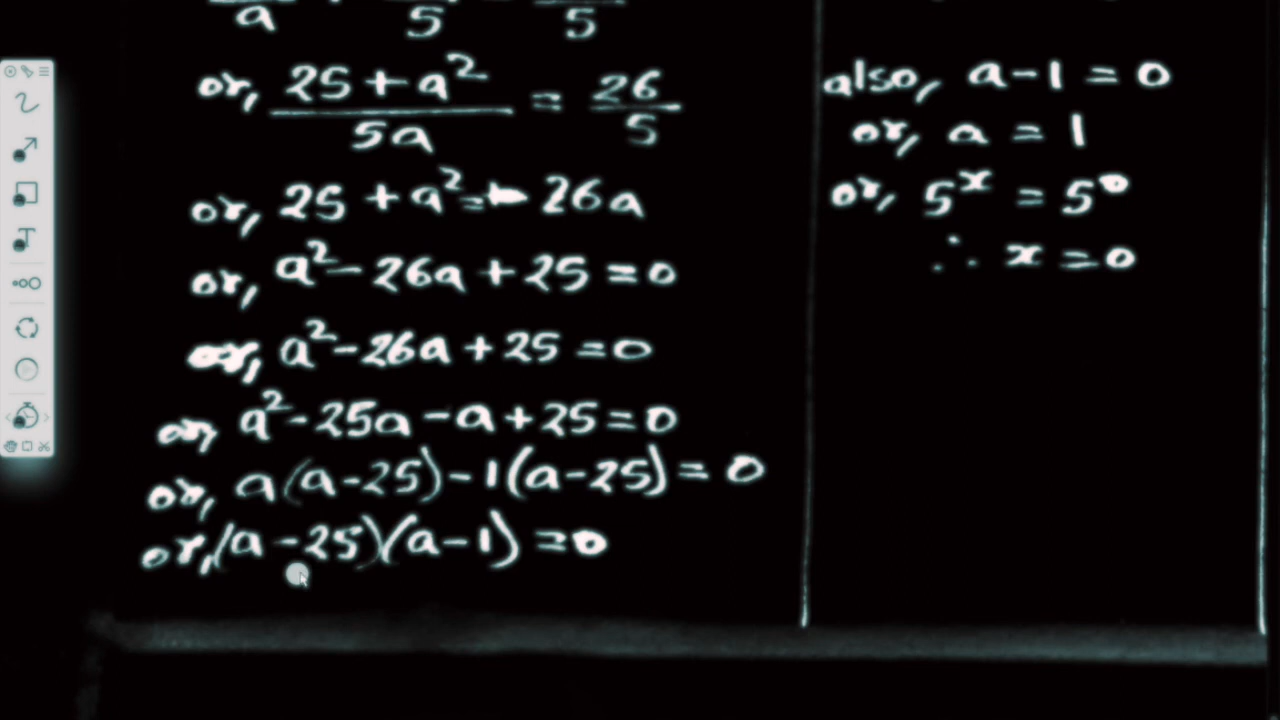 a 5 5
or, 25 + a² / 5a = 26 / 5
or, 25 + a² = 26a
or, a² - 26a + 25 = 0
or, a² - 26a + 25 = 0
or, a² - 25a - a + 25 = 0
or, a(a - 25) - 1(a - 25) = 0
or, (a - 25)(a - 1) = 0
also, a - 1 = 0
or, a = 1
or, 5ˣ = 5⁰
∴ x = 0